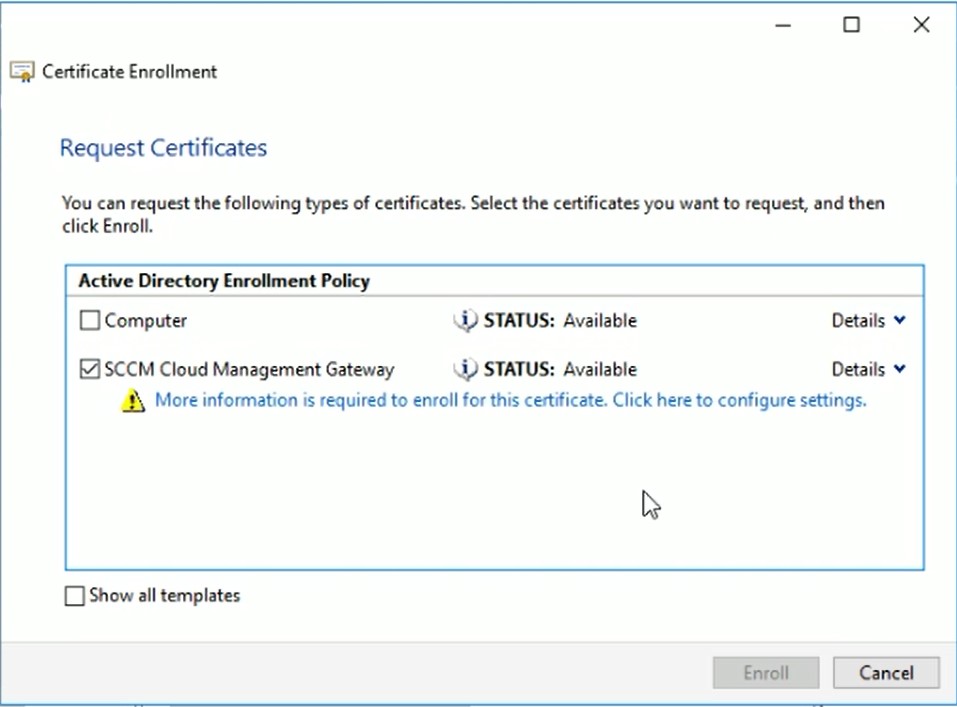 Certificate Enrollment
Request Certificates
You can request the following types of certificates. Select the certificates you want to request, and then
click Enroll.
Active Directory Enrollment Policy
Computer STATUS: Available Details
SCCM Cloud Management Gateway STATUS: Available Details
More information is required to enroll for this certificate. Click here to configure settings.
Show all templates
Enroll Cancel